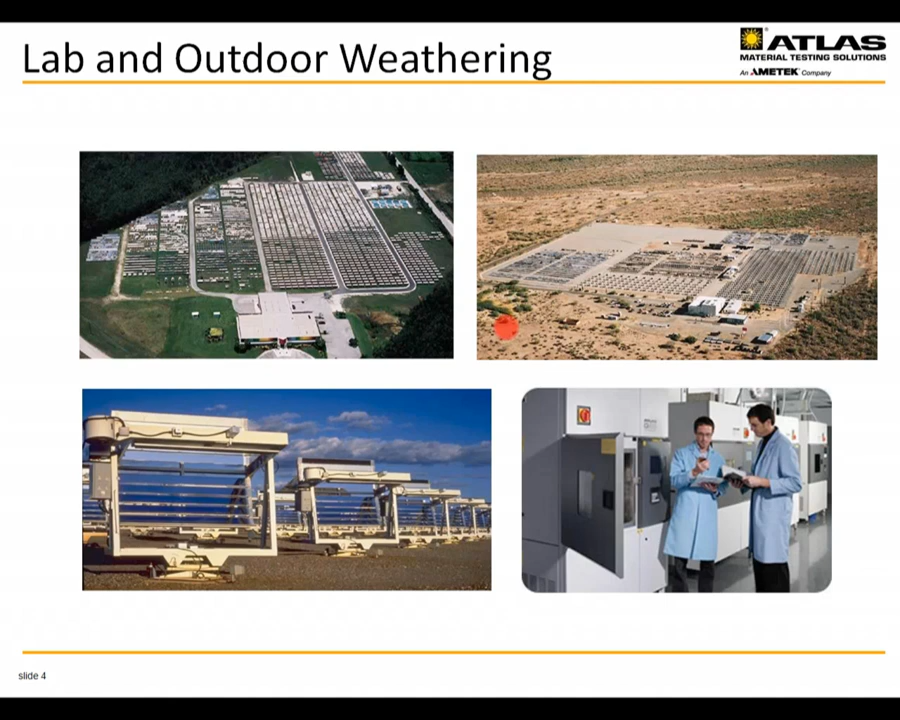 Lab and Outdoor Weathering
ATLAS
MATERIAL TESTING SOLUTIONS
An AMETEK Company
slide 4